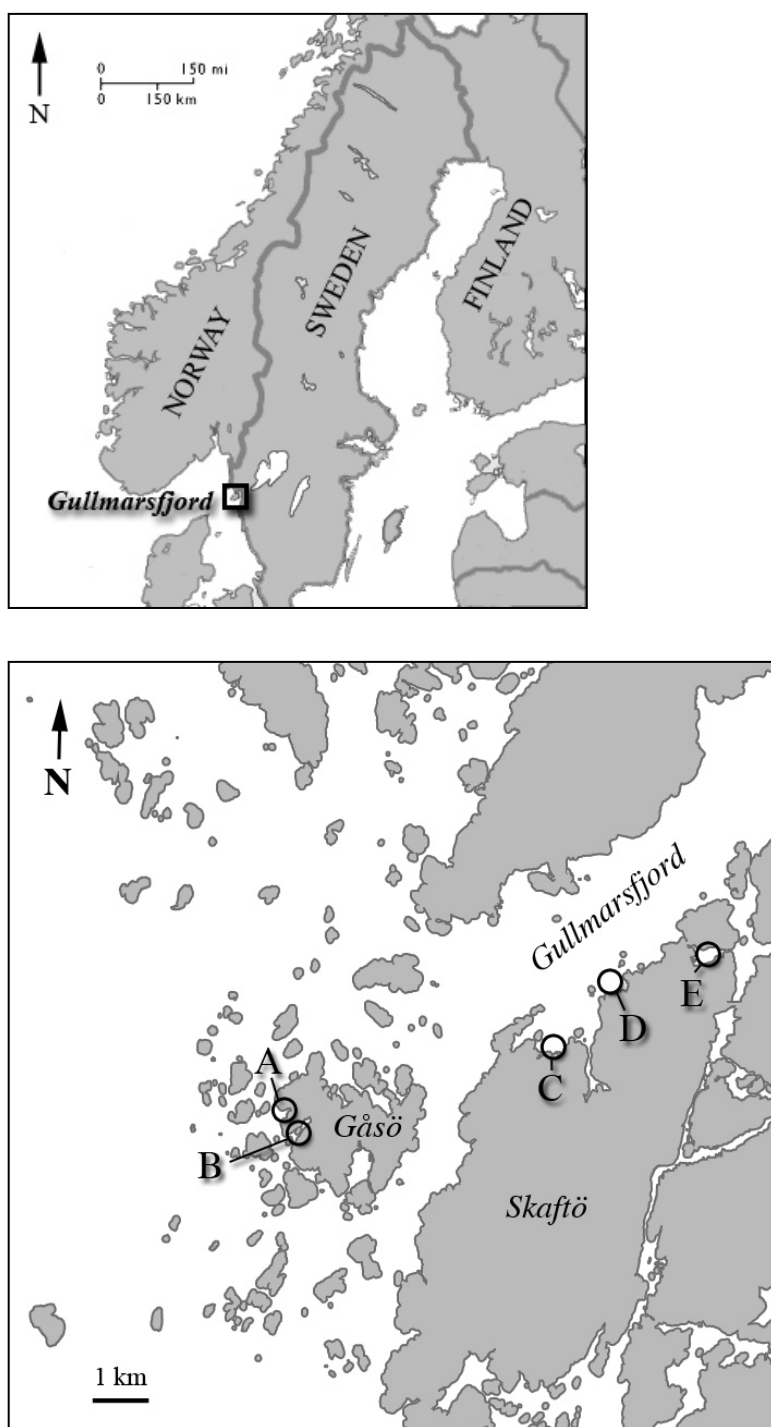 0 150 mi
0 150 km
N
NORWAY
SWEDEN
FINLAND
Gullmarsfjord
N
Gullmarsfjord
A
B
Gåsö
C
D
E
Skaftö
1 km